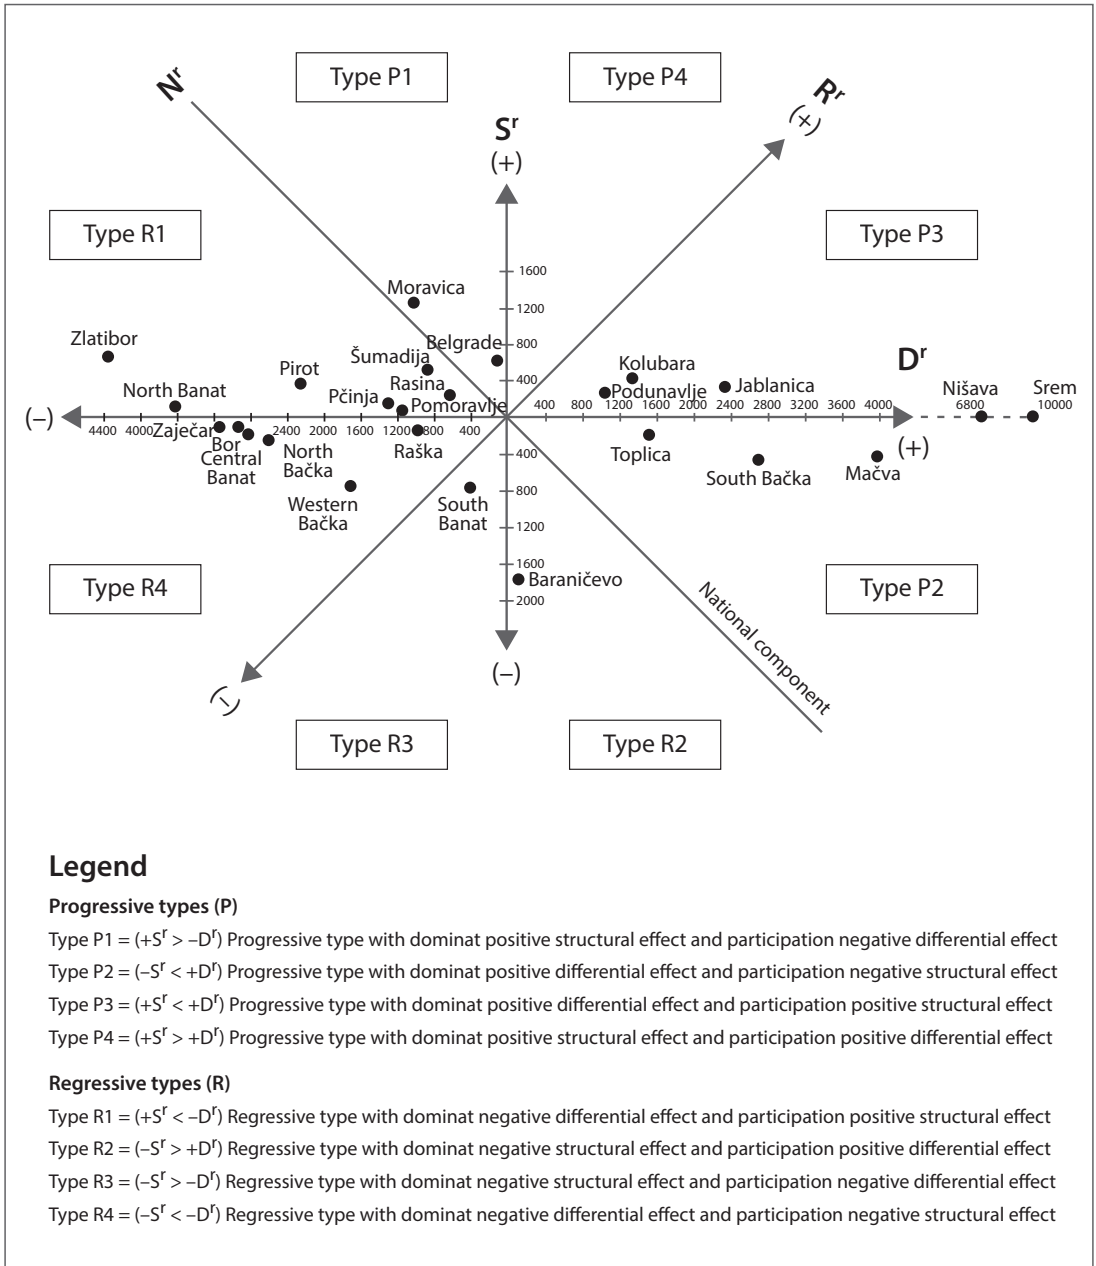 Type P1
Type P4
Nʳ
Rʳ
(+)
Sʳ
(+)
Type R1
Type P3
1600
Moravica
1200
Zlatibor
Belgrade
800
Šumadija
Kolubara
Dʳ
Pirot
Rasina
400
Podunavlje
Jablanica
Nišava
Srem
North Banat
Pčinja
Pomoravlje
(–)
4400 4000 2400 2000 1600 1200 800 400
400 800 1200 1600 2000 2400 2800 3200 3600 4000 6800 10000
(+)
Zaječar
Bor
Central
Banat
North
Bačka
Raška
400
Toplica
South Bačka
Mačva
Western
Bačka
South
Banat
800
1200
1600
Baraničevo
2000
Type R4
Type P2
National component
(–)
(–)
Type R3
Type R2
Legend
Progressive types (P)
Type P1 = (+Sʳ > –Dʳ) Progressive type with dominat positive structural effect and participation negative differential effect
Type P2 = (–Sʳ < +Dʳ) Progressive type with dominat positive differential effect and participation negative structural effect
Type P3 = (+Sʳ < +Dʳ) Progressive type with dominat positive differential effect and participation positive structural effect
Type P4 = (+Sʳ > +Dʳ) Progressive type with dominat positive structural effect and participation positive differential effect
Regressive types (R)
Type R1 = (+Sʳ < –Dʳ) Regressive type with dominat negative differential effect and participation positive structural effect
Type R2 = (–Sʳ > +Dʳ) Regressive type with dominat negative structural effect and participation positive differential effect
Type R3 = (–Sʳ > –Dʳ) Regressive type with dominat negative structural effect and participation negative differential effect
Type R4 = (–Sʳ < –Dʳ) Regressive type with dominat negative differential effect and participation negative structural effect